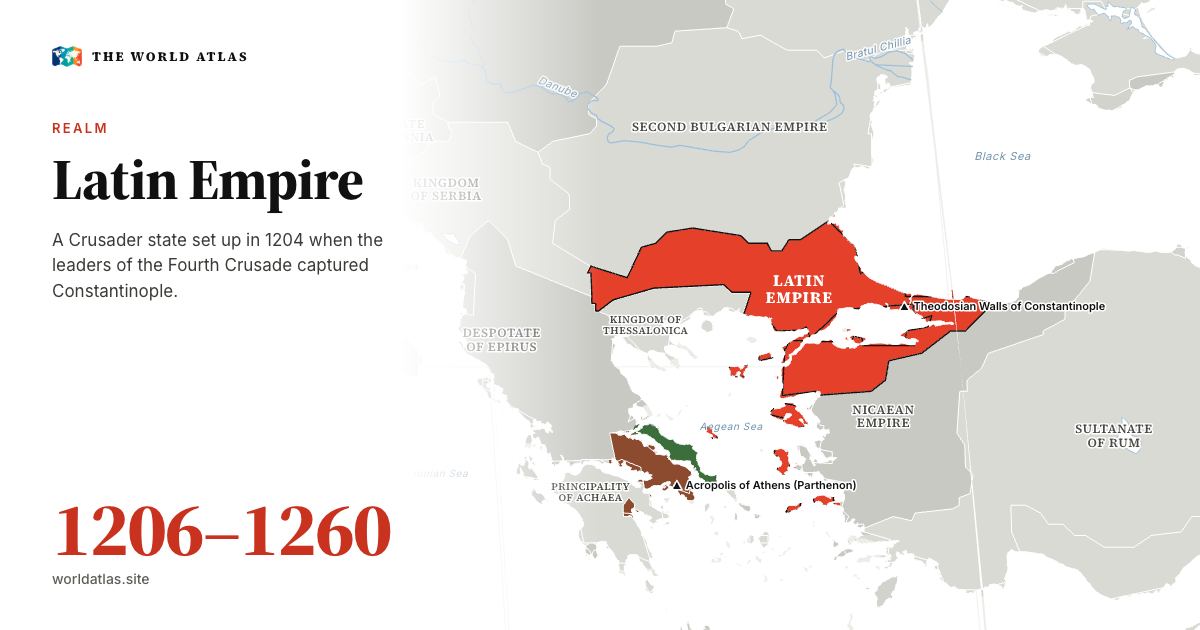 THE WORLD ATLAS
REALM
Latin Empire
A Crusader state set up in 1204 when the
leaders of the Fourth Crusade captured
Constantinople.
1206–1260
worldatlas.site
Danube
Bratul Chillia
SECOND BULGARIAN EMPIRE
Black Sea
KINGDOM
OF SERBIA
LATIN
EMPIRE
Theodosian Walls of Constantinople
KINGDOM OF
THESSALONICA
DESPOTATE
OF EPIRUS
NICAEAN
EMPIRE
Aegean Sea
SULTANATE
OF RUM
PRINCIPALITY
OF ACHAEA
Acropolis of Athens (Parthenon)
Sea